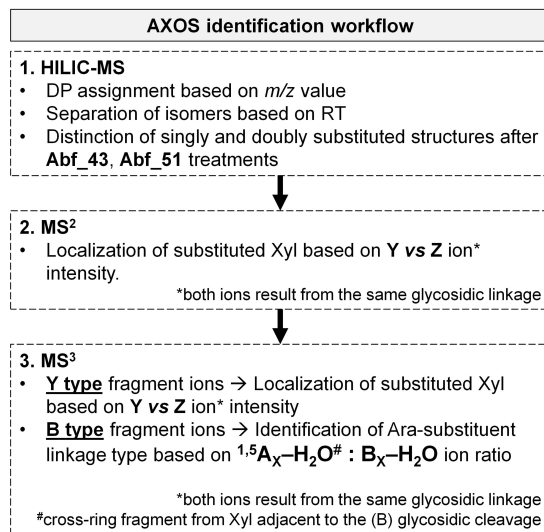 AXOS identification workflow
1. HILIC-MS
• DP assignment based on m/z value
• Separation of isomers based on RT
• Distinction of singly and doubly substituted structures after
Abf_43, Abf_51 treatments
2. MS²
• Localization of substituted Xyl based on Y vs Z ion*
intensity.
*both ions result from the same glycosidic linkage
3. MS³
• Y type fragment ions → Localization of substituted Xyl
based on Y vs Z ion* intensity
• B type fragment ions → Identification of Ara-substituent
linkage type based on ¹,⁵Aₓ–H₂O# : Bₓ–H₂O ion ratio
*both ions result from the same glycosidic linkage
#cross-ring fragment from Xyl adjacent to the (B) glycosidic cleavage